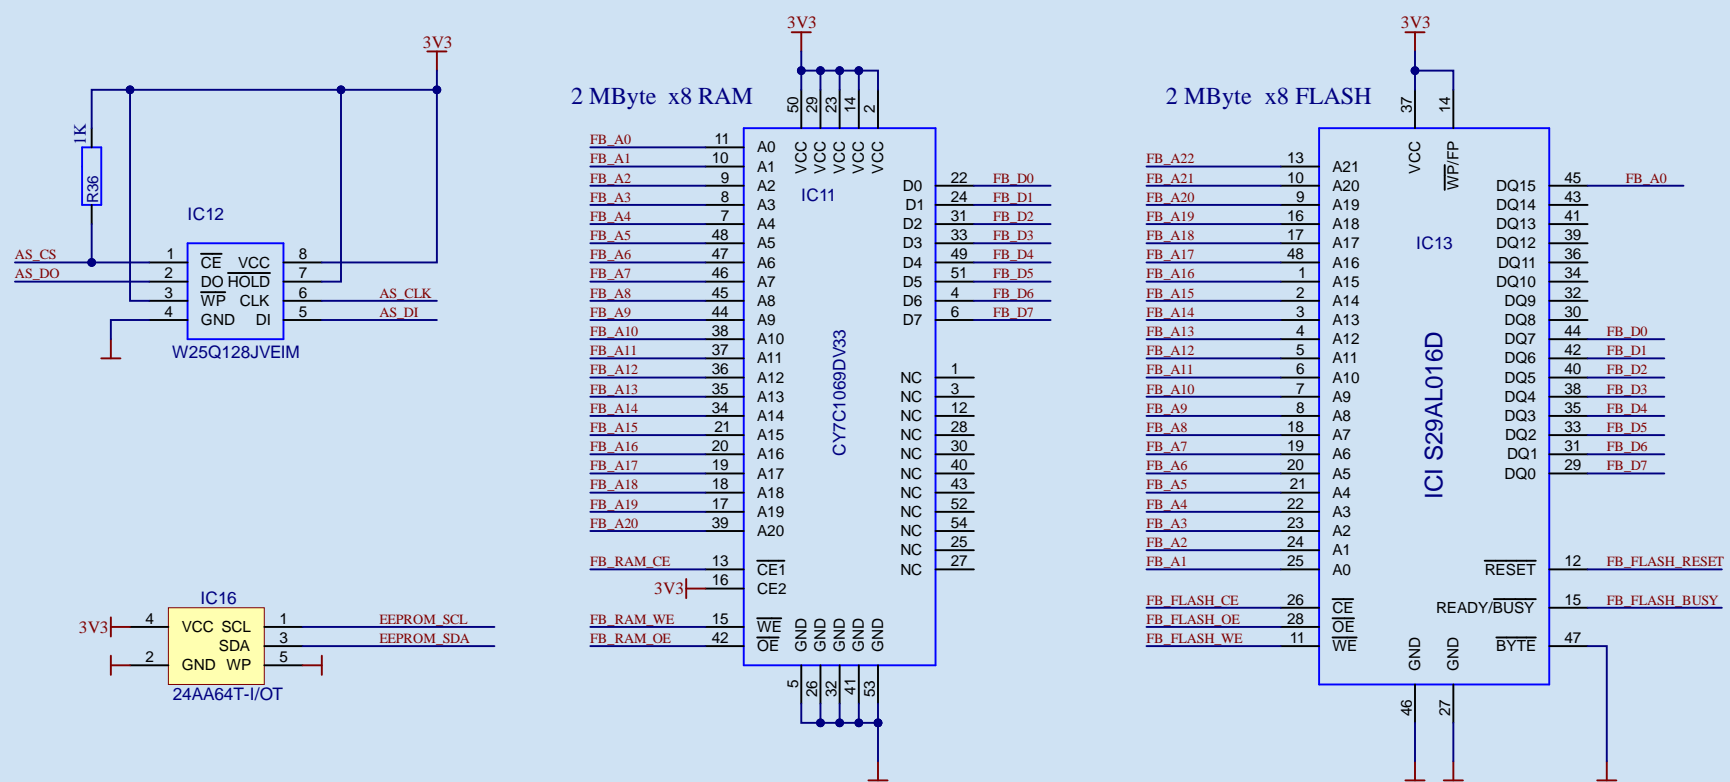 3V3
1K
R36
IC12
AS_CS 1 CE VCC 8
AS_DO 2 DO HOLD 7
3 WP CLK 6 AS_CLK
4 GND DI 5 AS_DI
W25Q128JVEIM
IC16
3V3 4 VCC SCL 1 EEPROM_SCL
SDA 3 EEPROM_SDA
2 GND WP 5
24AA64T-I/OT
3V3
2 MByte x8 RAM
50 29 23 14 2
VCC VCC VCC VCC VCC
IC11
CY7C1069DV33
FB_A0 11 A0
FB_A1 10 A1
FB_A2 9 A2
FB_A3 8 A3
FB_A4 7 A4
FB_A5 48 A5
FB_A6 47 A6
FB_A7 46 A7
FB_A8 45 A8
FB_A9 44 A9
FB_A10 38 A10
FB_A11 37 A11
FB_A12 36 A12
FB_A13 35 A13
FB_A14 34 A14
FB_A15 21 A15
FB_A16 20 A16
FB_A17 19 A17
FB_A18 18 A18
FB_A19 17 A19
FB_A20 39 A20
FB_RAM_CE 13 CE1
3V3 16 CE2
FB_RAM_WE 15 WE
FB_RAM_OE 42 OE
D0 22 FB_D0
D1 24 FB_D1
D2 31 FB_D2
D3 33 FB_D3
D4 49 FB_D4
D5 51 FB_D5
D6 4 FB_D6
D7 6 FB_D7
NC 1
NC 3
NC 12
NC 28
NC 30
NC 40
NC 43
NC 52
NC 54
NC 25
NC 27
GND GND GND GND GND
5 26 32 41 53
3V3
2 MByte x8 FLASH
37 14
VCC WP/FP
IC13
ICI S29AL016D
FB_A22 13 A21
FB_A21 10 A20
FB_A20 9 A19
FB_A19 16 A18
FB_A18 17 A17
FB_A17 48 A16
FB_A16 1 A15
FB_A15 2 A14
FB_A14 3 A13
FB_A13 4 A12
FB_A12 5 A11
FB_A11 6 A10
FB_A10 7 A9
FB_A9 8 A8
FB_A8 18 A7
FB_A7 19 A6
FB_A6 20 A5
FB_A5 21 A4
FB_A4 22 A3
FB_A3 23 A2
FB_A2 24 A1
FB_A1 25 A0
FB_FLASH_CE 26 CE
FB_FLASH_OE 28 OE
FB_FLASH_WE 11 WE
DQ15 45 FB_A0
DQ14 43
DQ13 41
DQ12 39
DQ11 36
DQ10 34
DQ9 32
DQ8 30
DQ7 44 FB_D0
DQ6 42 FB_D1
DQ5 40 FB_D2
DQ4 38 FB_D3
DQ3 35 FB_D4
DQ2 33 FB_D5
DQ1 31 FB_D6
DQ0 29 FB_D7
RESET 12 FB_FLASH_RESET
READY/BUSY 15 FB_FLASH_BUSY
BYTE 47
GND GND
46 27